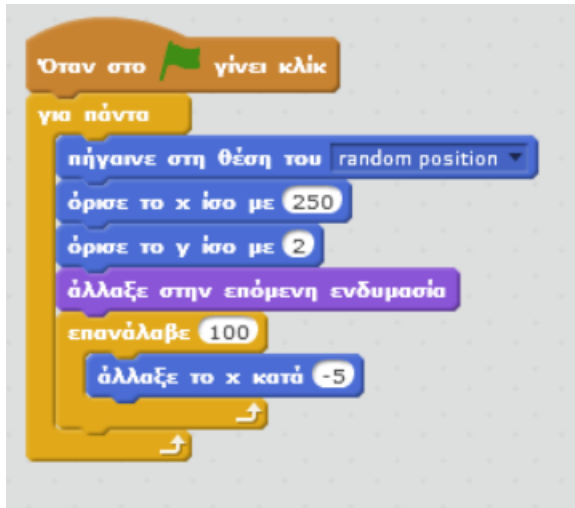 Όταν στο γίνει κλίκ
για πάντα
πήγαινε στη θέση του random position
όρισε το x ίσο με 250
όρισε το y ίσο με 2
άλλαξε στην επόμενη ενδυμασία
επανάλαβε 100
άλλαξε το x κατά -5